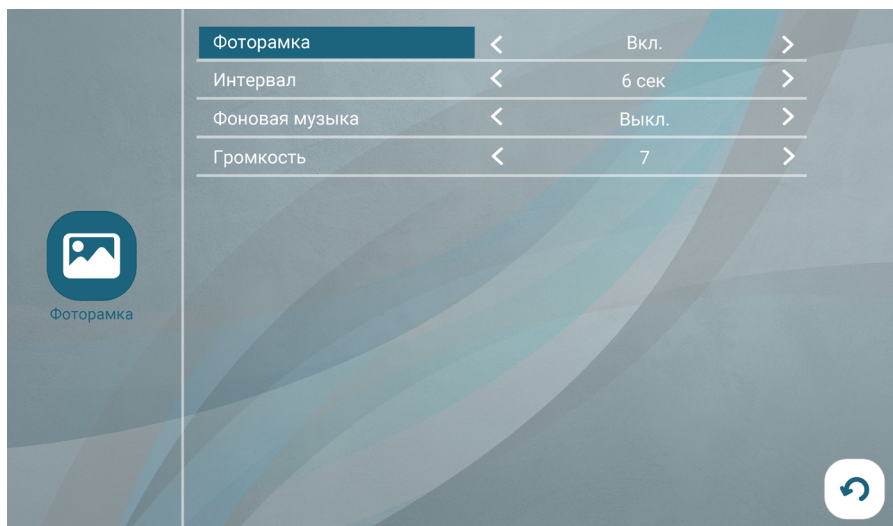 Фоторамка Вкл.
Интервал 6 сек
Фоновая музыка Выкл.
Громкость 7
Фоторамка